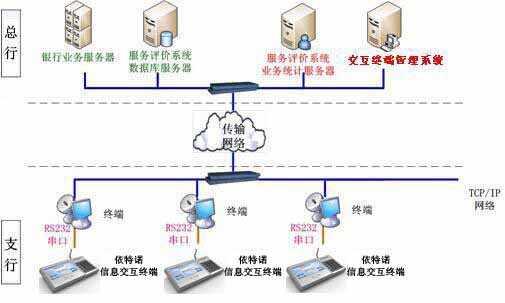 总行
银行业务服务器
服务评价系统
数据库服务器
服务评价系统
业务统计服务器
交互终端管理系统
传输
网络
TCP/IP
网络
支行
终端
RS232
串口
终端
RS232
串口
终端
RS232
串口
依特诺
信息交互终端
依特诺
信息交互终端
依特诺
信息交互终端